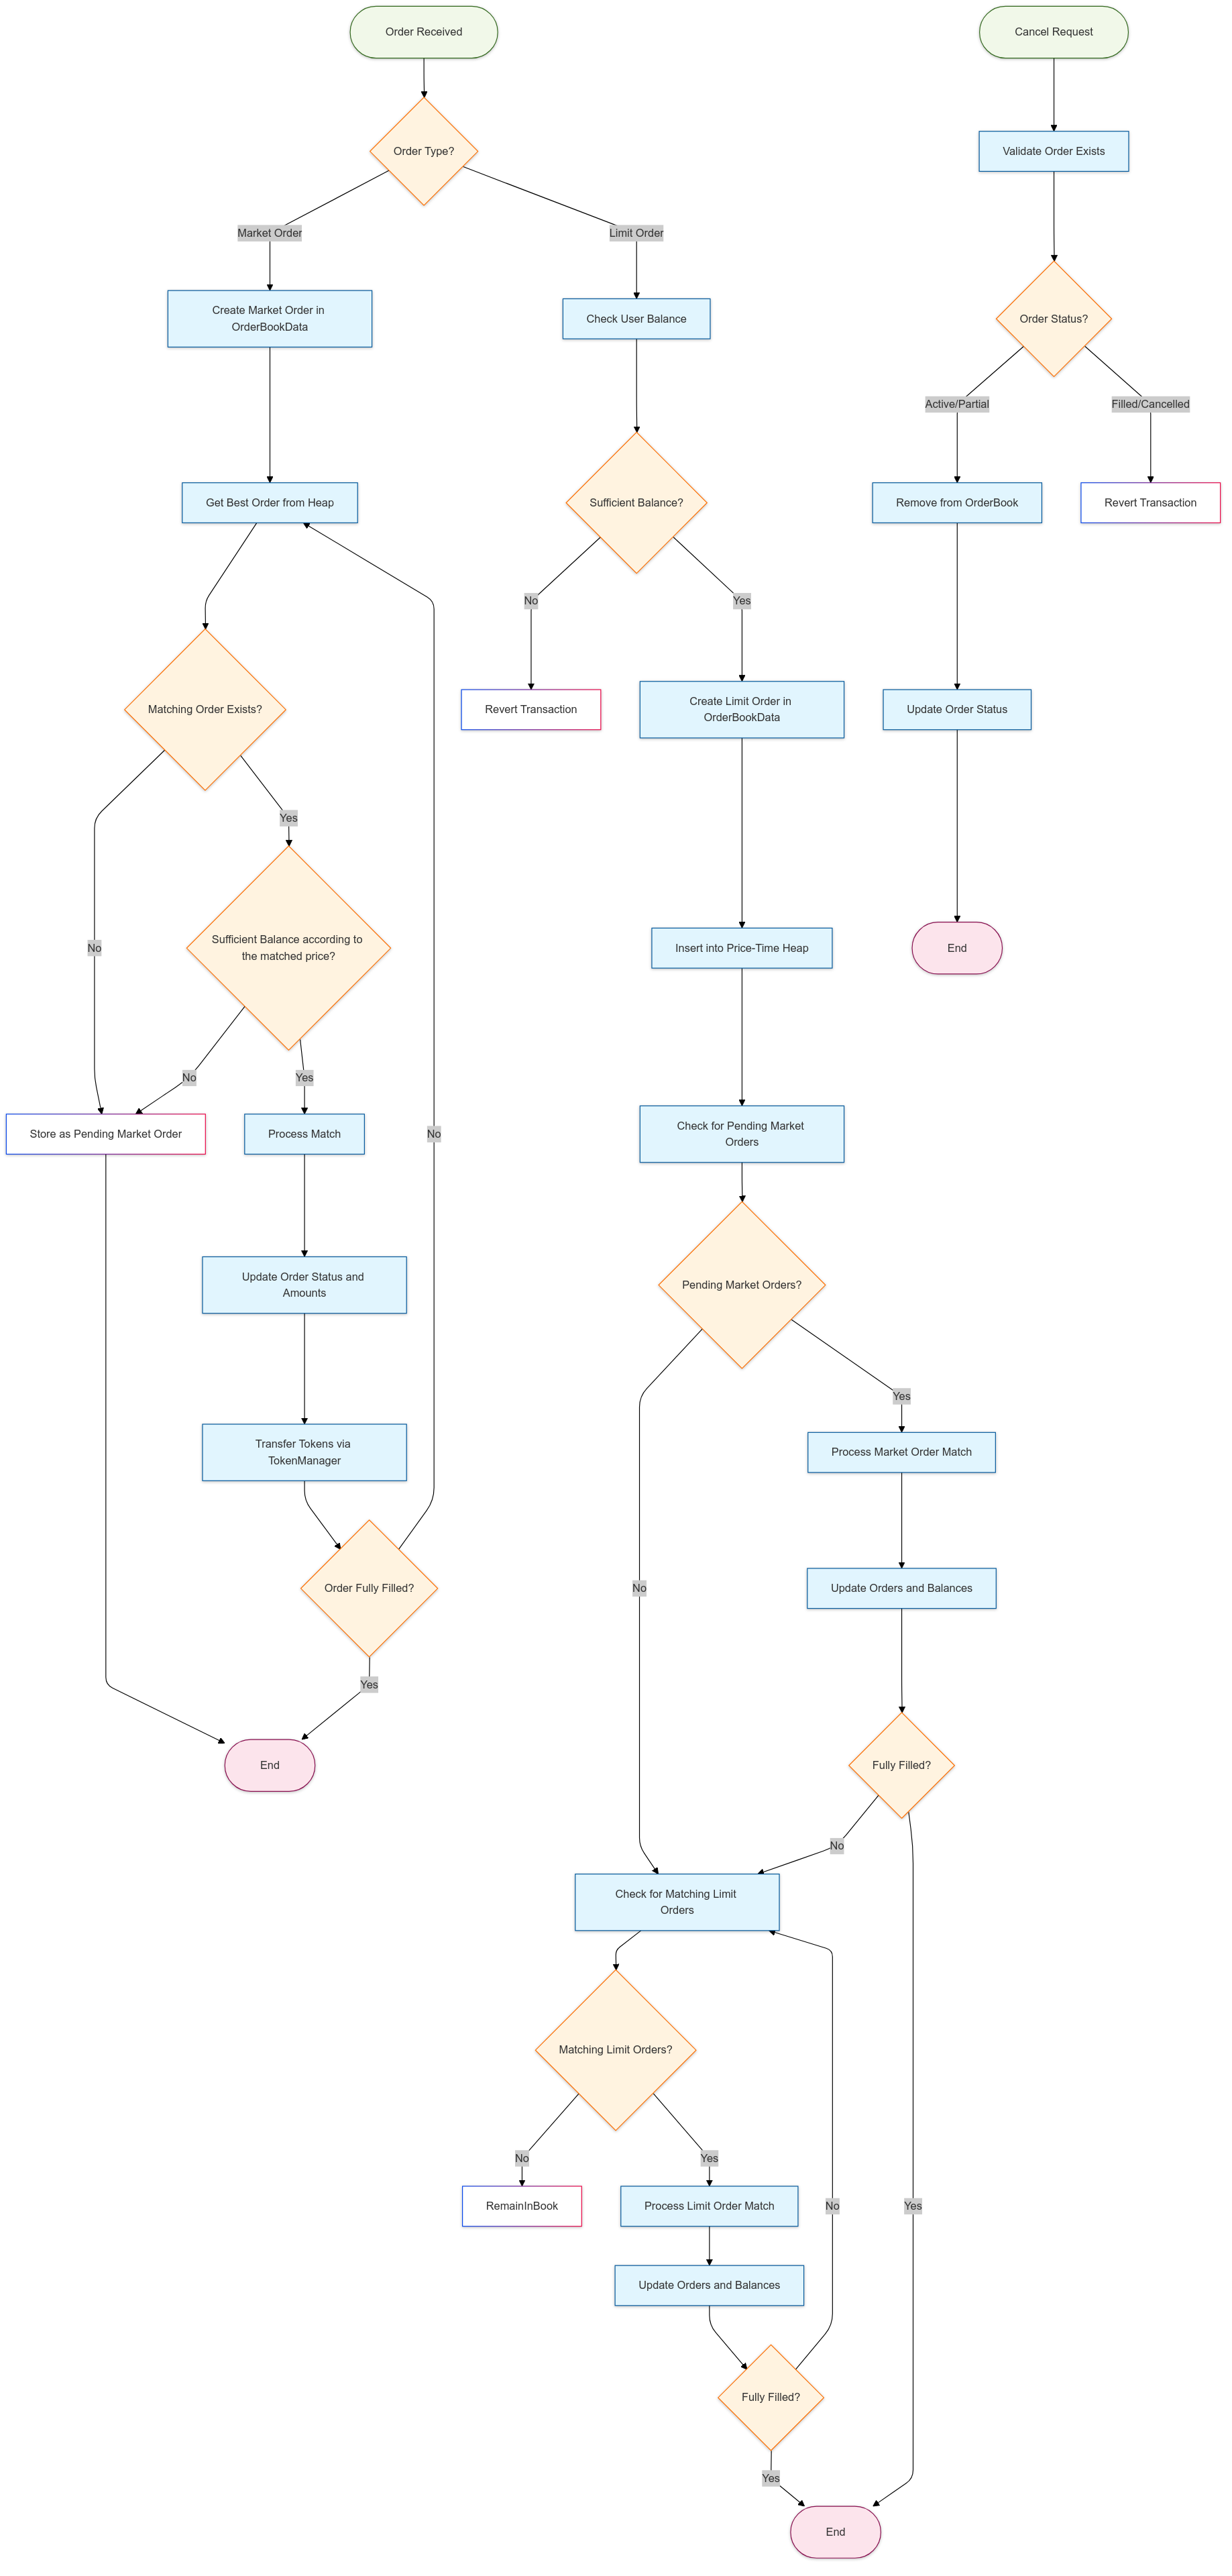 Order Received
Cancel Request
Order Type?
Validate Order Exists
Market Order
Limit Order
Create Market Order in
OrderBookData
Check User Balance
Order Status?
Active/Partial
Filled/Cancelled
Get Best Order from Heap
Sufficient Balance?
Remove from OrderBook
Revert Transaction
No
Yes
Matching Order Exists?
Revert Transaction
Create Limit Order in
OrderBookData
Update Order Status
Yes
No
Sufficient Balance according to
the matched price?
Insert into Price-Time Heap
End
No
Yes
Store as Pending Market Order
Process Match
No
Check for Pending Market
Orders
Update Order Status and
Amounts
Pending Market Orders?
Yes
Transfer Tokens via
TokenManager
Process Market Order Match
Order Fully Filled?
No
Update Orders and Balances
Yes
End
Fully Filled?
No
Check for Matching Limit
Orders
Matching Limit Orders?
No
Yes
RemainInBook
Process Limit Order Match
No
Yes
Update Orders and Balances
Fully Filled?
Yes
End